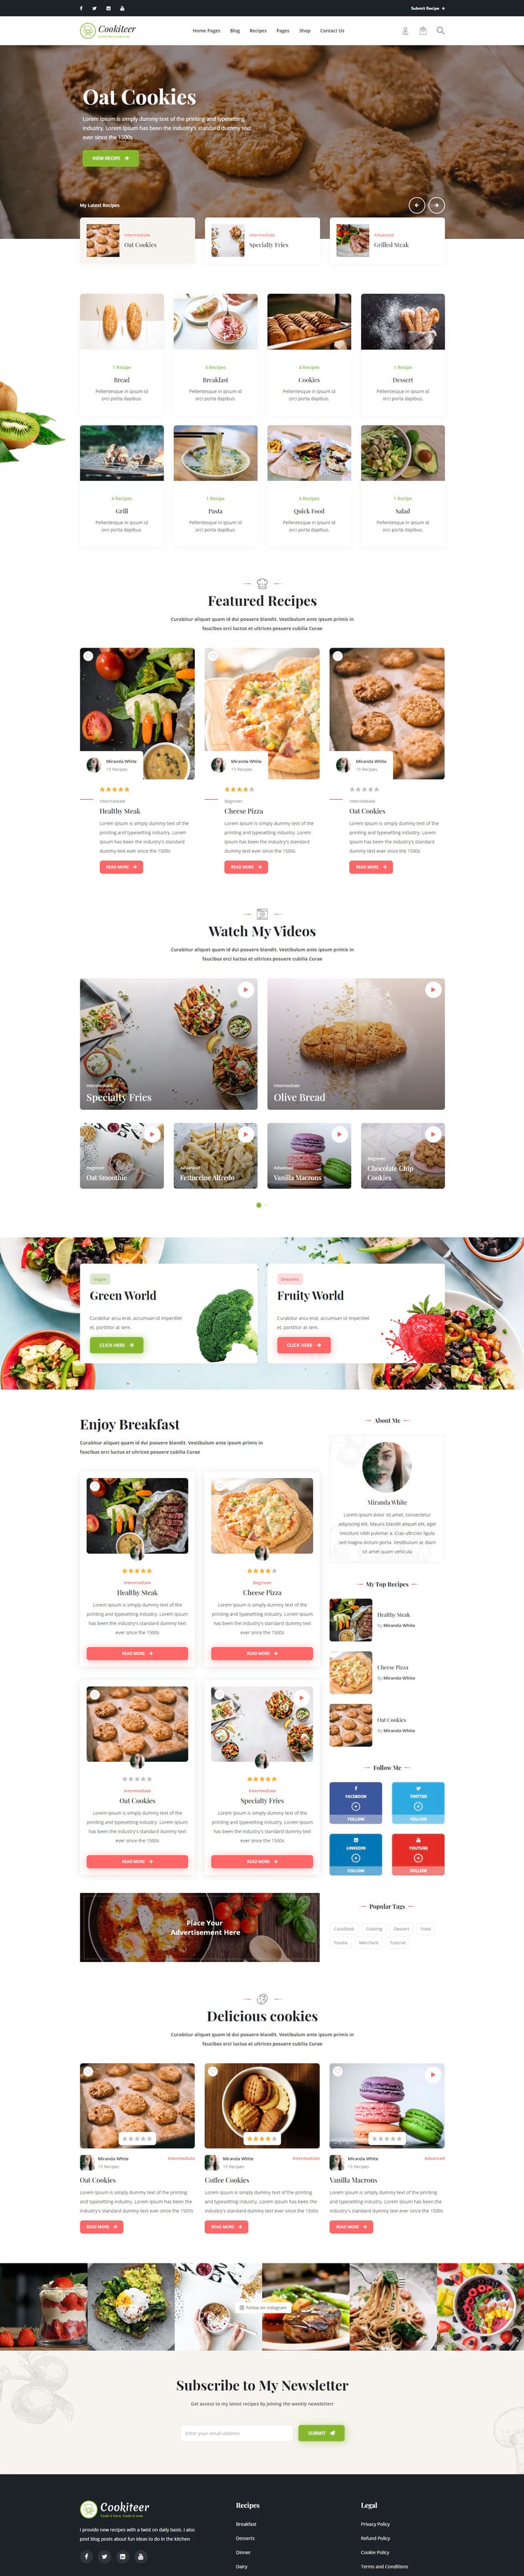 Submit Recipe
Cookiteer
Home Pages
Blog
Recipes
Pages
Shop
Contact Us
Oat Cookies
Lorem Ipsum is simply dummy text of the printing and typesetting
industry. Lorem Ipsum has been the industry's standard dummy text
ever since the 1500s
VIEW RECIPE
My Latest Recipes
Intermediate
Oat Cookies
Intermediate
Specialty Fries
Advanced
Grilled Steak
1 Recipe
Bread
Pellentesque in ipsum id
orci porta dapibus.
4 Recipes
Breakfast
Pellentesque in ipsum id
orci porta dapibus.
4 Recipes
Cookies
Pellentesque in ipsum id
orci porta dapibus.
1 Recipe
Dessert
Pellentesque in ipsum id
orci porta dapibus.
4 Recipes
Grill
Pellentesque in ipsum id
orci porta dapibus.
1 Recipe
Pasta
Pellentesque in ipsum id
orci porta dapibus.
4 Recipes
Quick Food
Pellentesque in ipsum id
orci porta dapibus.
1 Recipe
Salad
Pellentesque in ipsum id
orci porta dapibus.
Featured Recipes
Curabitur aliquet quam id dui posuere blandit. Vestibulum ante ipsum primis in
faucibus orci luctus et ultrices posuere cubilia Curae
Miranda White
15 Recipes
Intermediate
Healthy Steak
Lorem Ipsum is simply dummy text of the
printing and typesetting industry. Lorem
Ipsum has been the industry's standard
dummy text ever since the 1500s
READ MORE
Miranda White
15 Recipes
Beginner
Cheese Pizza
Lorem Ipsum is simply dummy text of the
printing and typesetting industry. Lorem
Ipsum has been the industry's standard
dummy text ever since the 1500s
READ MORE
Miranda White
15 Recipes
Intermediate
Oat Cookies
Lorem Ipsum is simply dummy text of the
printing and typesetting industry. Lorem
Ipsum has been the industry's standard
dummy text ever since the 1500s
READ MORE
Watch My Videos
Curabitur aliquet quam id dui posuere blandit. Vestibulum ante ipsum primis in
faucibus orci luctus et ultrices posuere cubilia Curae
Intermediate
Specialty Fries
Intermediate
Olive Bread
Beginner
Oat Smoothie
Advanced
Fettuccine Alfredo
Advanced
Vanilla Macrons
Beginner
Chocolate Chip
Cookies
Vegan
Green World
Curabitur arcu erat, accumsan id imperdiet
et, porttitor at sem.
CLICK HERE
Desserts
Fruity World
Curabitur arcu erat, accumsan id imperdiet
et, porttitor at sem.
CLICK HERE
Enjoy Breakfast
Curabitur aliquet quam id dui posuere blandit. Vestibulum ante ipsum primis in
faucibus orci luctus et ultrices posuere cubilia Curae
Intermediate
Healthy Steak
Lorem Ipsum is simply dummy text of the
printing and typesetting industry. Lorem Ipsum
has been the industry's standard dummy text
ever since the 1500s
READ MORE
Beginner
Cheese Pizza
Lorem Ipsum is simply dummy text of the
printing and typesetting industry. Lorem Ipsum
has been the industry's standard dummy text
ever since the 1500s
READ MORE
Intermediate
Oat Cookies
Lorem Ipsum is simply dummy text of the
printing and typesetting industry. Lorem Ipsum
has been the industry's standard dummy text
ever since the 1500s
READ MORE
Intermediate
Specialty Fries
Lorem Ipsum is simply dummy text of the
printing and typesetting industry. Lorem Ipsum
has been the industry's standard dummy text
ever since the 1500s
READ MORE
Place Your
Advertisement Here
About Me
Miranda White
Lorem ipsum dolor sit amet, consectetur
adipiscing elit. Mauris blandit aliquet elit, eget
tincidunt nibh pulvinar a. Cras ultricies ligula
sed magna dictum porta. Vestibulum ac diam
sit amet quam vehicula
My Top Recipes
Healthy Steak
By Miranda White
Cheese Pizza
By Miranda White
Oat Cookies
By Miranda White
Follow Me
FACEBOOK
FOLLOW
TWITTER
FOLLOW
LINKEDIN
FOLLOW
YOUTUBE
FOLLOW
Popular Tags
Cookbook
Cooking
Dessert
Food
Foodie
Merchant
Tutorial
Delicious cookies
Curabitur aliquet quam id dui posuere blandit. Vestibulum ante ipsum primis in
faucibus orci luctus et ultrices posuere cubilia Curae
Miranda White
15 Recipes
Intermediate
Oat Cookies
Lorem Ipsum is simply dummy text of the printing
and typesetting industry. Lorem Ipsum has been the
industry's standard dummy text ever since the 1500s
READ MORE
Miranda White
15 Recipes
Intermediate
Coffee Cookies
Lorem Ipsum is simply dummy text of the printing
and typesetting industry. Lorem Ipsum has been the
industry's standard dummy text ever since the 1500s
READ MORE
Miranda White
15 Recipes
Advanced
Vanilla Macrons
Lorem Ipsum is simply dummy text of the printing
and typesetting industry. Lorem Ipsum has been the
industry's standard dummy text ever since the 1500s
READ MORE
Follow on Instagram
Subscribe to My Newsletter
Get access to my latest recipes by joining the weekly newsletterr
Enter your email address
SUBMIT
Cookiteer
Cook it here. Cook it now
I provide new recipes with a twist on daily basis. I also
post blog posts about fun ideas to do in the kitchen
Recipes
Breakfast
Desserts
Dinner
Dairy
Legal
Privacy Policy
Refund Policy
Cookie Policy
Terms and Conditions